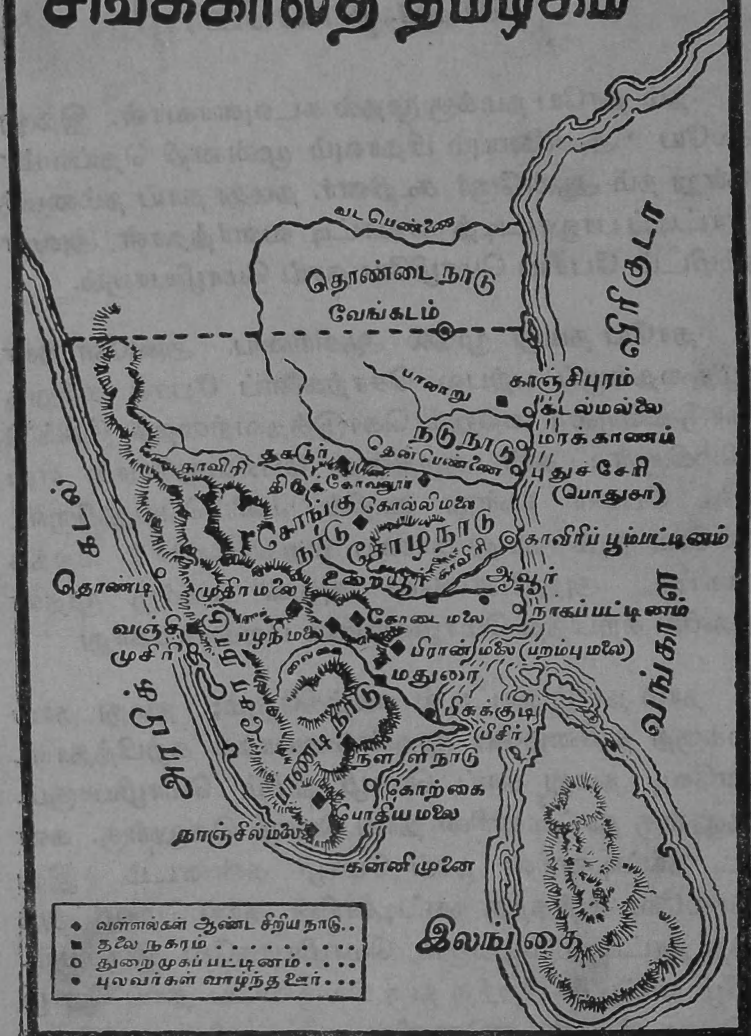 சங்ககாலத் தமிழகம்
வடபெண்ணை
தொண்டை நாடு
வேங்கடம்
விரிகுடா
பாலாறு
காஞ்சிபுரம்
கடல்மல்லை
நடுநாடு
மரக்காணம்
தகடூர்
தென்பெண்ணை
புதுச்சேரி
(பொதுகா)
காவிரி
திருக்கோவலூர்
கொங்கு நாடு
கொல்லிமலை
சோழநாடு
காவிரி
காவிரிப் பூம்பட்டினம்
கடல்
தொண்டி
முதிரமலை
உறையூர்
ஆவூர்
வஞ்சி
பழநிமலை
கோடை மலை
நாகப்பட்டினம்
முசிறி
சேரநாடு
பிரான்மலை (பறம்புமலை)
வங்காள
வைகை
மதுரை
அரபிக்
பாண்டி நாடு
பிசுக்குடி
(பிசிர்)
நள்ளிநாடு
கோற்கை
பொதியமலை
நாஞ்சில்மலை
கன்னிமுனை
இலங்கை
வள்ளல்கள் ஆண்ட சிறிய நாடு..
தலை நகரம் . . . . . . . . .
துறைமுகப் பட்டினம் . . . .
புலவர்கள் வாழ்ந்த ஊர் . . .